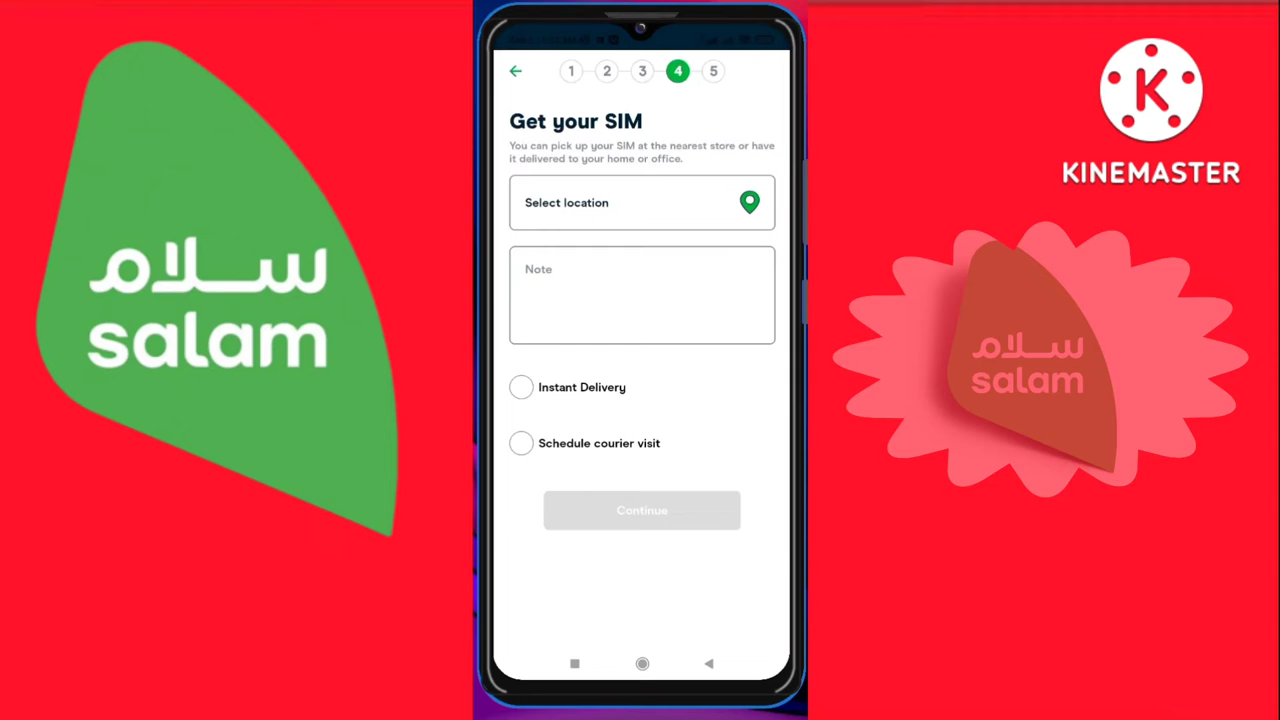 سلام
salam
1 2 3 4 5
Get your SIM
You can pick up your SIM at the nearest store or have
it delivered to your home or office.
Select location
Note
Instant Delivery
Schedule courier visit
Continue
K
KINEMASTER
سلام
salam